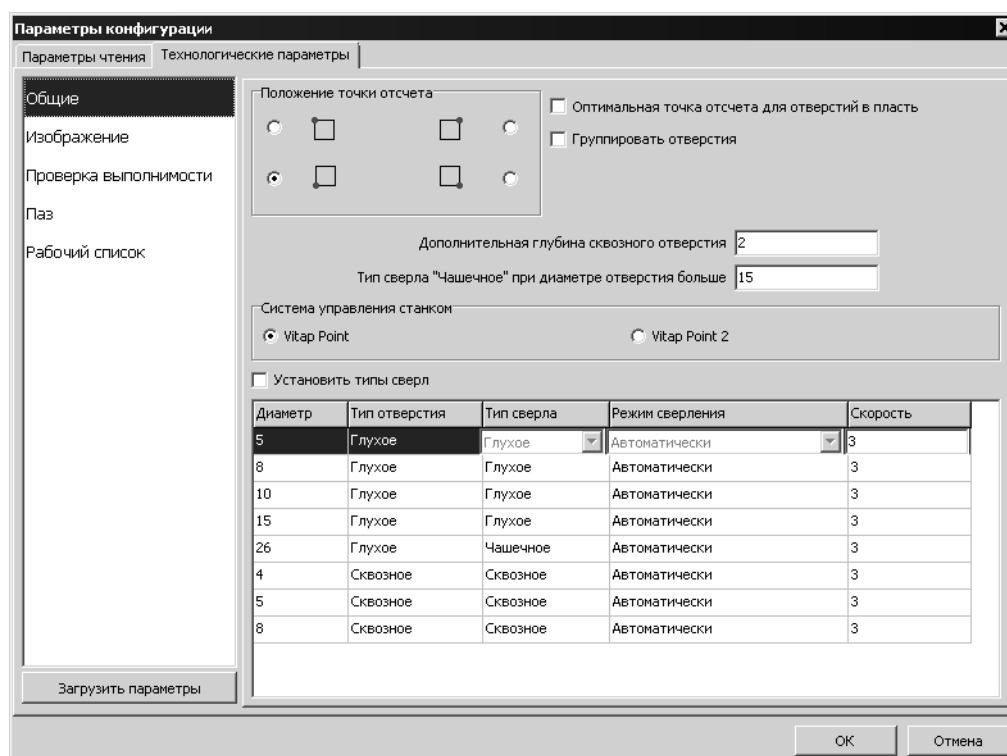 Параметры конфигурации
Параметры чтения Технологические параметры
Общие
Изображение
Проверка выполнимости
Паз
Рабочий список
Загрузить параметры
Положение точки отсчета
Оптимальная точка отсчета для отверстий в пласть
Группировать отверстия
Дополнительная глубина сквозного отверстия 2
Тип сверла "Чашечное" при диаметре отверстия больше 15
Система управления станком
Vitap Point Vitap Point 2
Установить типы сверл
Диаметр Тип отверстия Тип сверла Режим сверления Скорость
5 Глухое Глухое Автоматически 3
8 Глухое Глухое Автоматически 3
10 Глухое Глухое Автоматически 3
15 Глухое Глухое Автоматически 3
26 Глухое Чашечное Автоматически 3
4 Сквозное Сквозное Автоматически 3
5 Сквозное Сквозное Автоматически 3
8 Сквозное Сквозное Автоматически 3
ОК Отмена